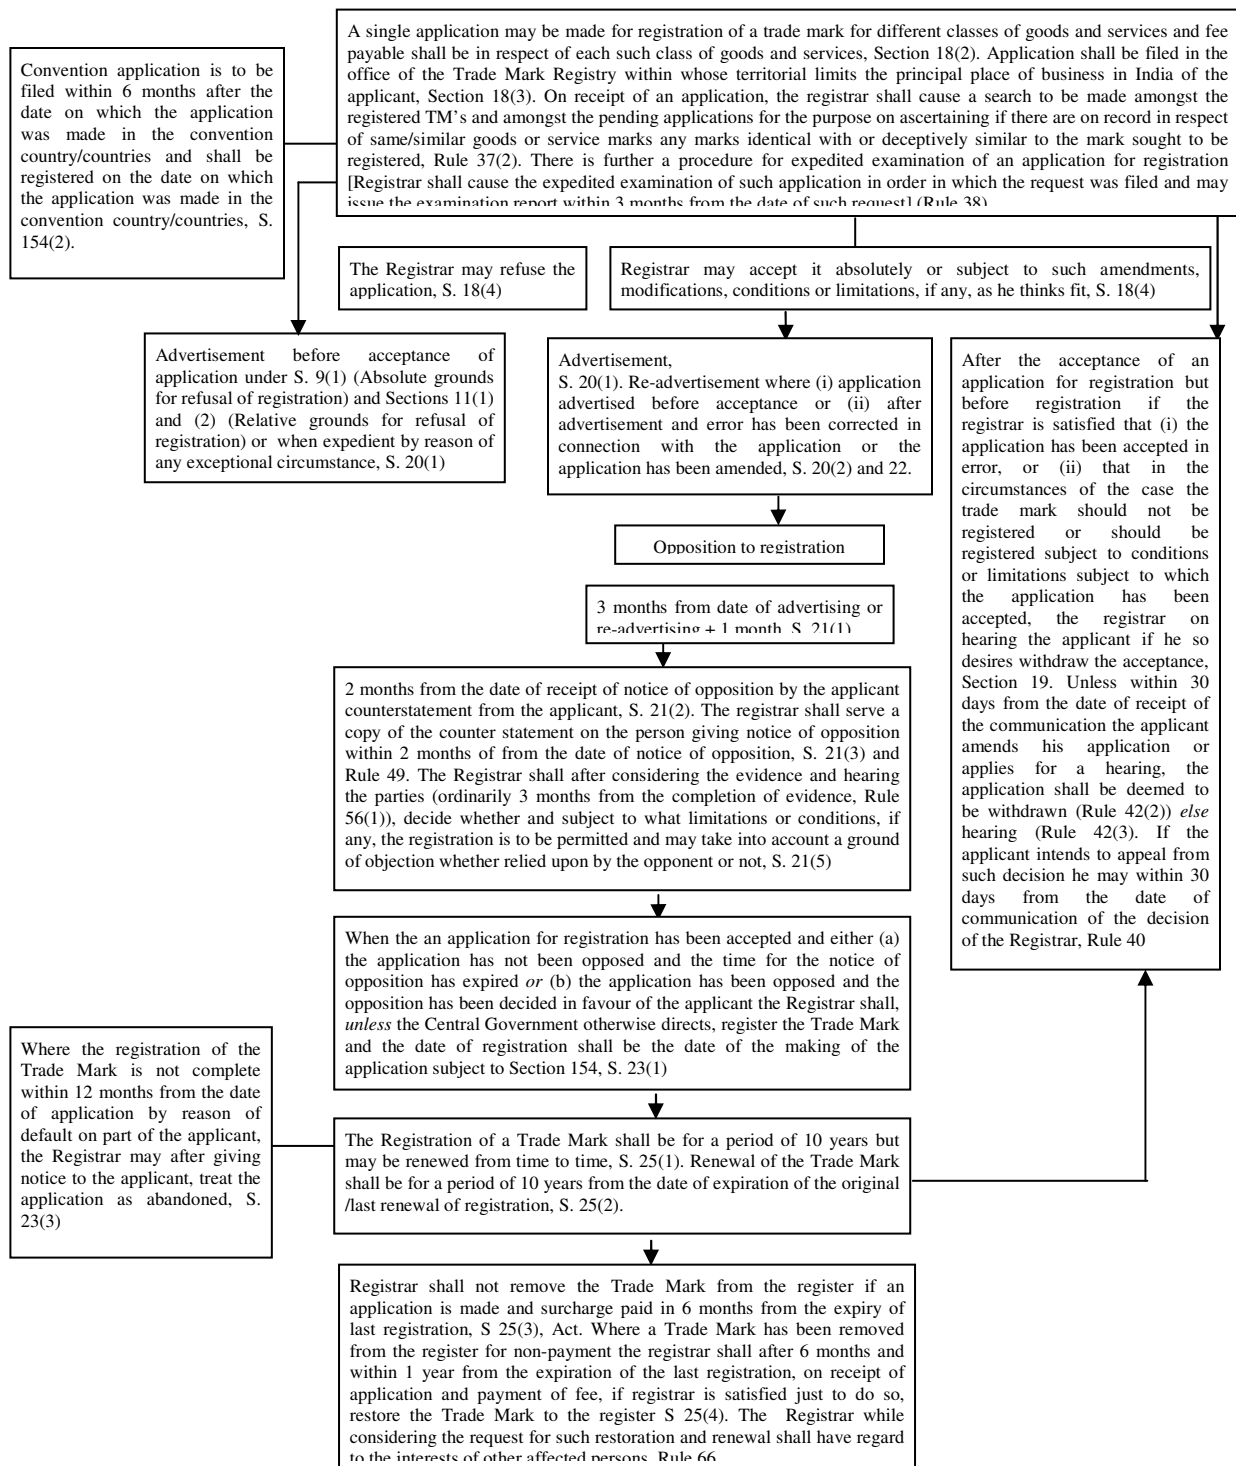 A single application may be made for registration of a trade mark for different classes of goods and services and fee
payable shall be in respect of each such class of goods and services, Section 18(2). Application shall be filed in the
office of the Trade Mark Registry within whose territorial limits the principal place of business in India of the
applicant, Section 18(3). On receipt of an application, the registrar shall cause a search to be made amongst the
registered TM's and amongst the pending applications for the purpose on ascertaining if there are on record in respect
of same/similar goods or service marks any marks identical with or deceptively similar to the mark sought to be
registered, Rule 37(2). There is further a procedure for expedited examination of an application for registration
[Registrar shall cause the expedited examination of such application in order in which the request was filed and may
issue the examination report within 3 months from the date of such request] (Rule 38)
Convention application is to be
filed within 6 months after the
date on which the application
was made in the convention
country/countries and shall be
registered on the date on which
the application was made in the
convention country/countries, S.
154(2).
The Registrar may refuse the
application, S. 18(4)
Registrar may accept it absolutely or subject to such amendments,
modifications, conditions or limitations, if any, as he thinks fit, S. 18(4)
Advertisement before acceptance of
application under S. 9(1) (Absolute grounds
for refusal of registration) and Sections 11(1)
and (2) (Relative grounds for refusal of
registration) or when expedient by reason of
any exceptional circumstance, S. 20(1)
Advertisement,
S. 20(1). Re-advertisement where (i) application
advertised before acceptance or (ii) after
advertisement and error has been corrected in
connection with the application or the
application has been amended, S. 20(2) and 22.
After the acceptance of an
application for registration but
before registration if the
registrar is satisfied that (i) the
application has been accepted in
error, or (ii) that in the
circumstances of the case the
trade mark should not be
registered or should be
registered subject to conditions
or limitations subject to which
the application has been
accepted, the registrar on
hearing the applicant if he so
desires withdraw the acceptance,
Section 19. Unless within 30
days from the date of receipt of
the communication the applicant
amends his application or
applies for a hearing, the
application shall be deemed to
be withdrawn (Rule 42(2)) else
hearing (Rule 42(3). If the
applicant intends to appeal from
such decision he may within 30
days from the date of
communication of the decision
of the Registrar, Rule 40
Opposition to registration
3 months from date of advertising or
re-advertising + 1 month, S. 21(1)
2 months from the date of receipt of notice of opposition by the applicant
counterstatement from the applicant, S. 21(2). The registrar shall serve a
copy of the counter statement on the person giving notice of opposition
within 2 months of from the date of notice of opposition, S. 21(3) and
Rule 49. The Registrar shall after considering the evidence and hearing
the parties (ordinarily 3 months from the completion of evidence, Rule
56(1)), decide whether and subject to what limitations or conditions, if
any, the registration is to be permitted and may take into account a ground
of objection whether relied upon by the opponent or not, S. 21(5)
When the an application for registration has been accepted and either (a)
the application has not been opposed and the time for the notice of
opposition has expired or (b) the application has been opposed and the
opposition has been decided in favour of the applicant the Registrar shall,
unless the Central Government otherwise directs, register the Trade Mark
and the date of registration shall be the date of the making of the
application subject to Section 154, S. 23(1)
Where the registration of the
Trade Mark is not complete
within 12 months from the date
of application by reason of
default on part of the applicant,
the Registrar may after giving
notice to the applicant, treat the
application as abandoned, S.
23(3)
The Registration of a Trade Mark shall be for a period of 10 years but
may be renewed from time to time, S. 25(1). Renewal of the Trade Mark
shall be for a period of 10 years from the date of expiration of the original
/last renewal of registration, S. 25(2).
Registrar shall not remove the Trade Mark from the register if an
application is made and surcharge paid in 6 months from the expiry of
last registration, S 25(3), Act. Where a Trade Mark has been removed
from the register for non-payment the registrar shall after 6 months and
within 1 year from the expiration of the last registration, on receipt of
application and payment of fee, if registrar is satisfied just to do so,
restore the Trade Mark to the register S 25(4). The Registrar while
considering the request for such restoration and renewal shall have regard
to the interests of other affected persons, Rule 66